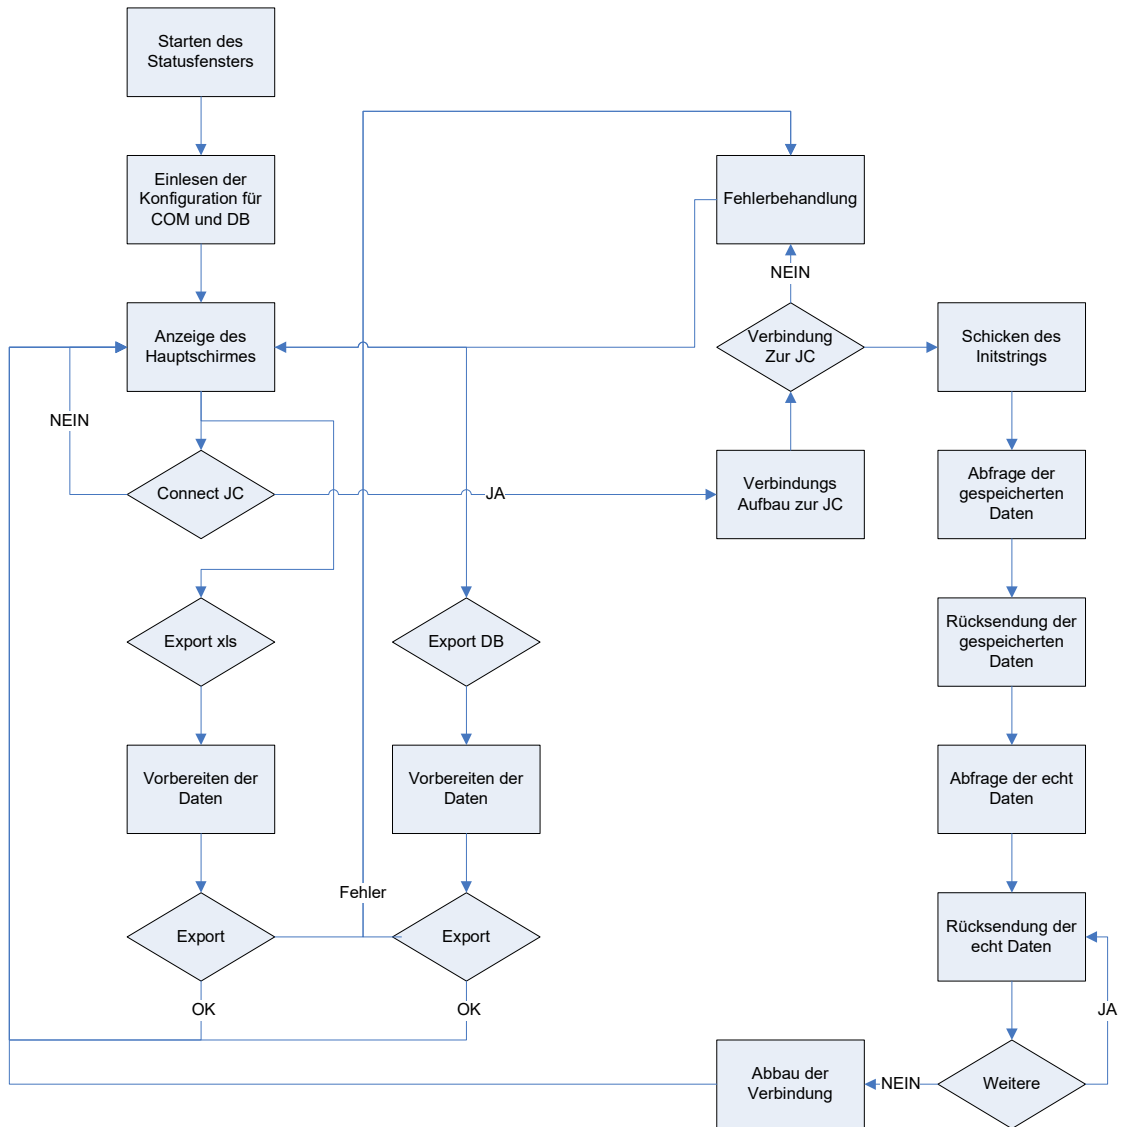 Starten des
Statusfensters
Einlesen der
Konfiguration für
COM und DB
Fehlerbehandlung
NEIN
Anzeige des
Hauptschirmes
Verbindung
Zur JC
Schicken des
Initstrings
NEIN
Connect JC
JA
Verbindungs
Aufbau zur JC
Abfrage der
gespeicherten
Daten
Export xls
Export DB
Rücksendung der
gespeicherten
Daten
Vorbereiten der
Daten
Vorbereiten der
Daten
Abfrage der echt
Daten
Fehler
Export
Export
Rücksendung der
echt Daten
OK
OK
JA
Abbau der
Verbindung
NEIN
Weitere